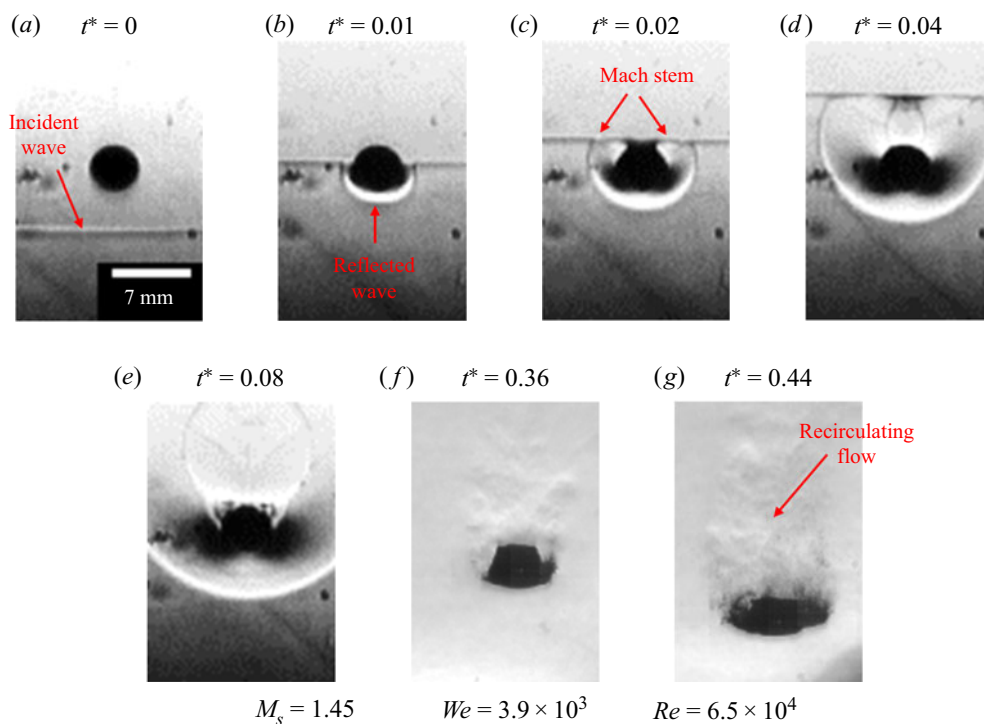 (a) t* = 0
(b) t* = 0.01
(c) t* = 0.02
(d) t* = 0.04
Incident
wave
7 mm
Reflected
wave
Mach stem
(e) t* = 0.08
(f) t* = 0.36
(g) t* = 0.44
Recirculating
flow
M_s = 1.45 We = 3.9 × 10³ Re = 6.5 × 10⁴